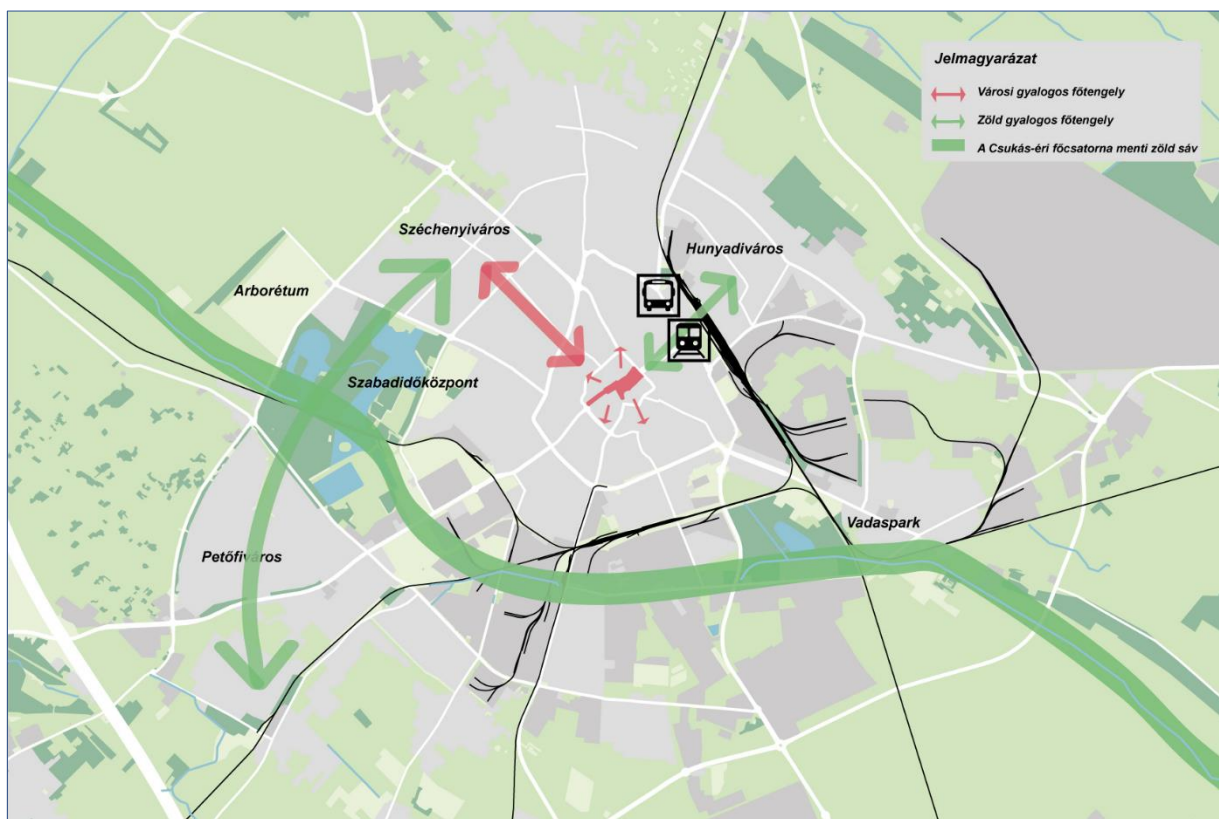 Jelmagyarázat
Városi gyalogos főtengely
Zöld gyalogos főtengely
A Csukás-éri főcsatorna menti zöld sáv
Széchenyiváros
Hunyadiváros
Arborétum
Szabadidőközpont
Vadaspark
Petőfiváros